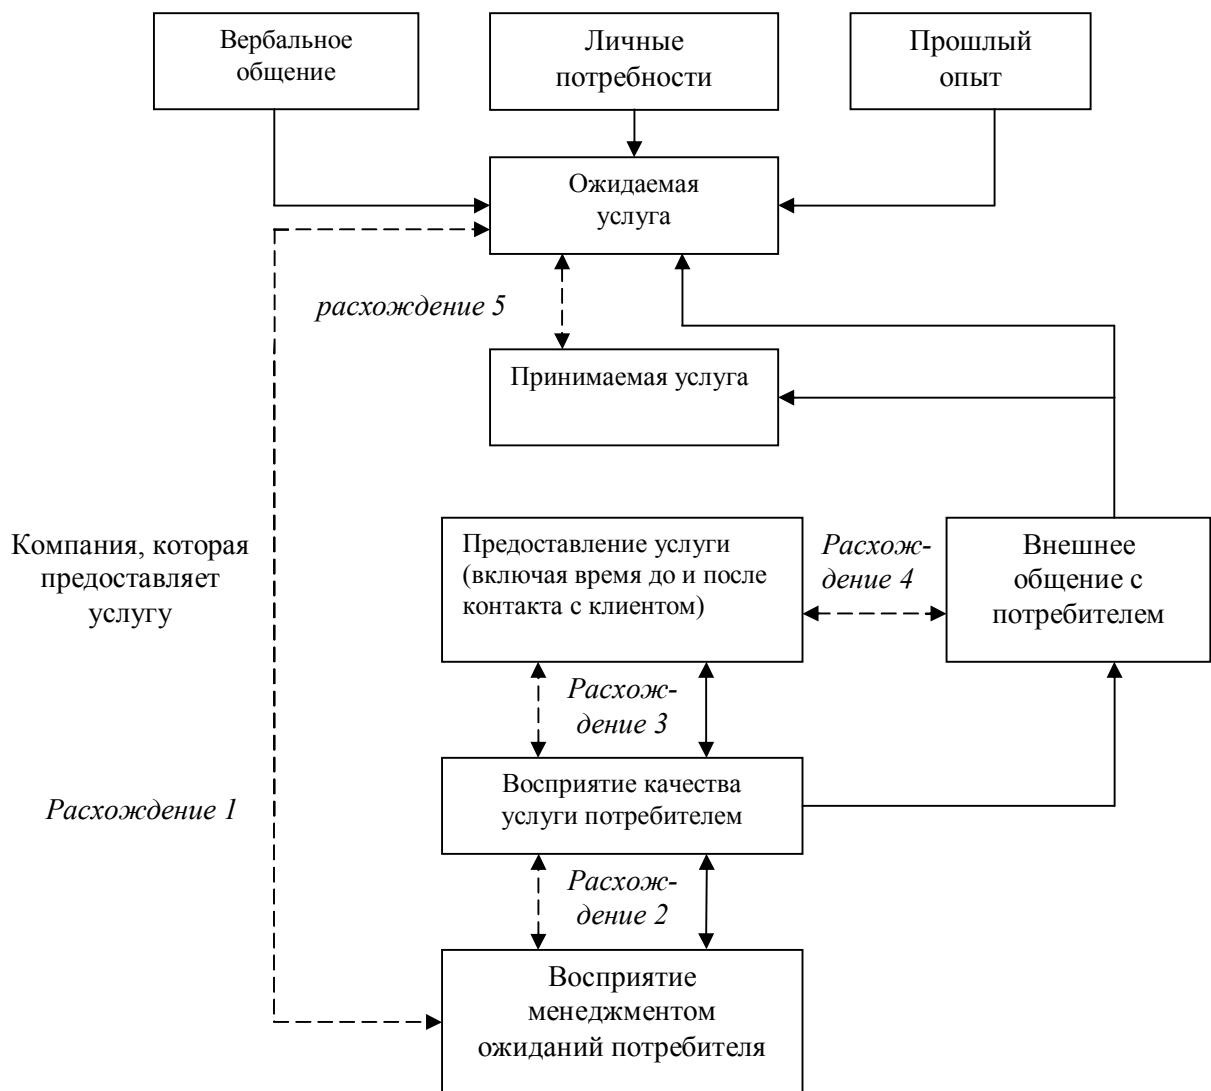 Вербальное
общение
Личные
потребности
Прошлый
опыт
Ожидаемая
услуга
расхождение 5
Принимаемая услуга
Компания, которая
предоставляет
услугу
Предоставление услуги
(включая время до и после
контакта с клиентом)
Расхож-
дение 4
Внешнее
общение с
потребителем
Расхож-
дение 3
Расхождение 1
Восприятие качества
услуги потребителем
Расхож-
дение 2
Восприятие
менеджментом
ожиданий потребителя